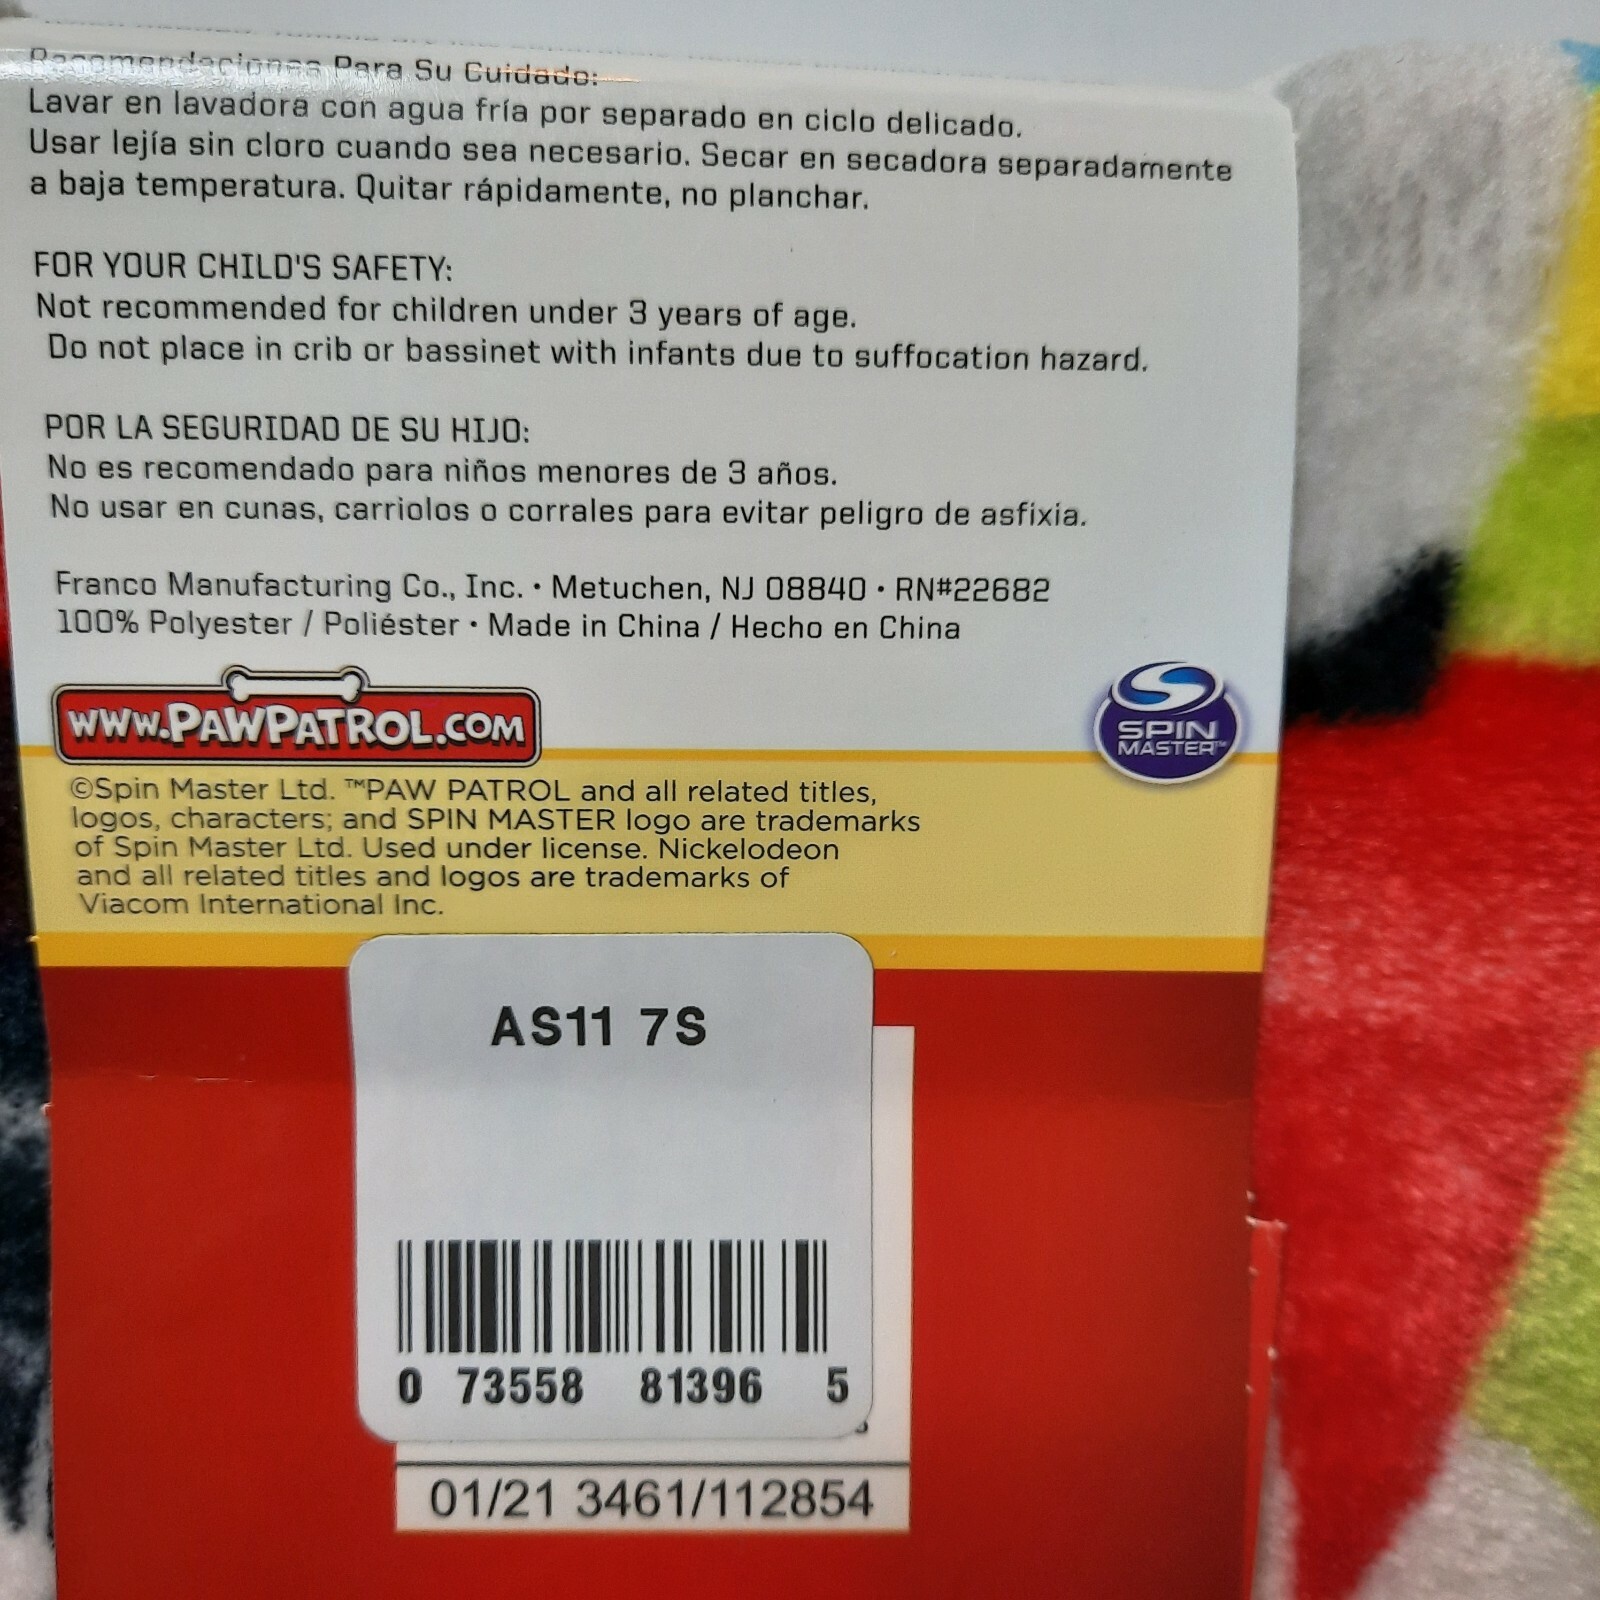 Recomendaciones Para Su Cuidado:
Lavar en lavadora con agua fría por separado en ciclo delicado.
Usar lejía sin cloro cuando sea necesario. Secar en secadora separadamente
a baja temperatura. Quitar rápidamente, no planchar.
FOR YOUR CHILD'S SAFETY:
Not recommended for children under 3 years of age.
Do not place in crib or bassinet with infants due to suffocation hazard.
POR LA SEGURIDAD DE SU HIJO:
No es recomendado para niños menores de 3 años.
No usar en cunas, carriolos o corrales para evitar peligro de asfixia.
Franco Manufacturing Co., Inc. • Metuchen, NJ 08840 • RN#22682
100% Polyester / Poliéster • Made in China / Hecho en China
WWW.PAWPATROL.COM
SPIN
MASTER™
©Spin Master Ltd. ™PAW PATROL and all related titles,
logos, characters; and SPIN MASTER logo are trademarks
of Spin Master Ltd. Used under license. Nickelodeon
and all related titles and logos are trademarks of
Viacom International Inc.
AS11 7S
0 73558 81396 5
01/21 3461/112854